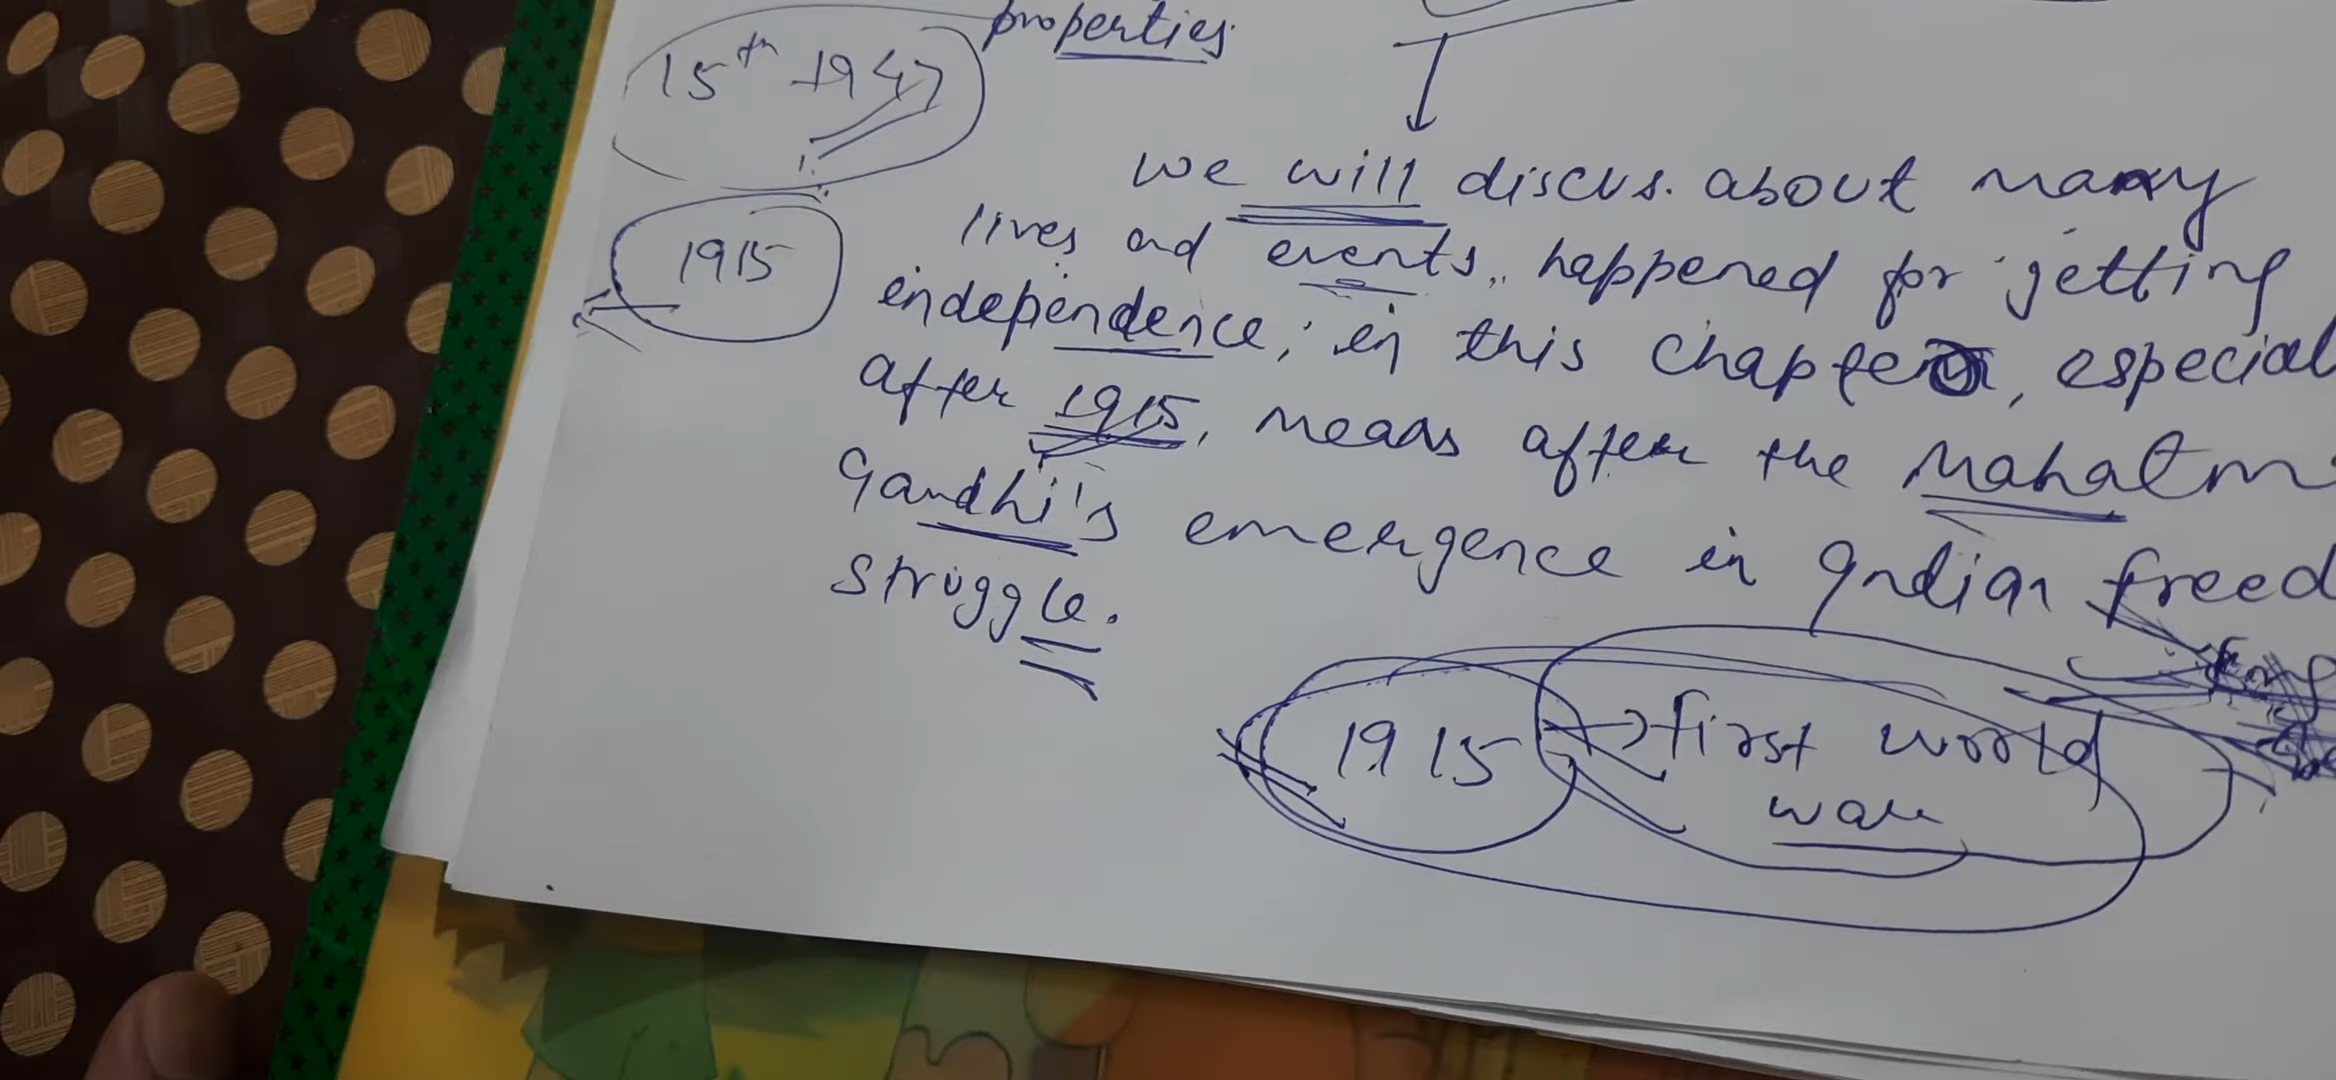 properties.
15th 1947
we will discus. about many
1915
lives and events, happened for getting
independence, in this chapter, especial
after 1915, means after the Mahatm
Gandhi's emergence in Indian freed
struggle.
1915 → first world
war